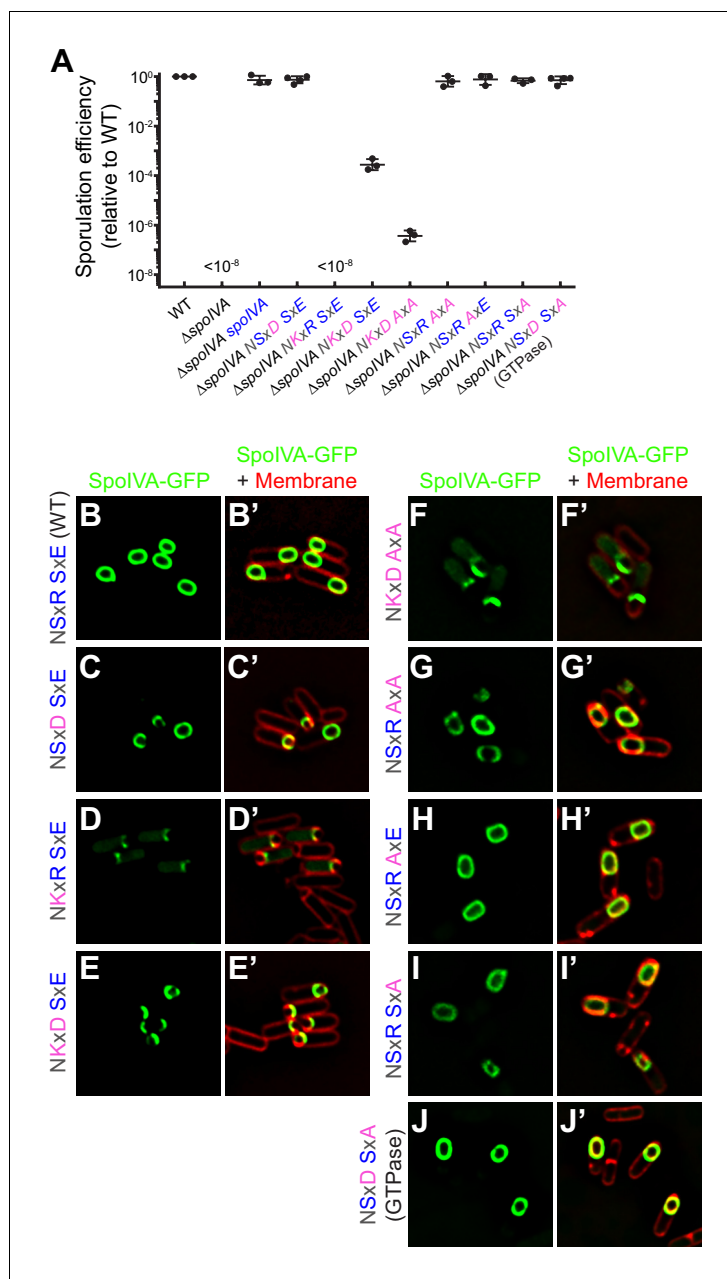 A
Sporulation efficiency
(relative to WT)
10⁰
10⁻²
10⁻⁴
10⁻⁶
10⁻⁸
<10⁻⁸
<10⁻⁸
WT
ΔspoIVA
ΔspoIVA spoIVA
ΔspoIVA NSxD SxE
ΔspoIVA NKxR SxE
ΔspoIVA NKxD SxE
ΔspoIVA NKxD AxA
ΔspoIVA NSxR AxA
ΔspoIVA NSxR AxE
ΔspoIVA NSxR SxA
ΔspoIVA NSxD SxA
(GTPase)
SpoIVA-GFP
SpoIVA-GFP
+ Membrane
SpoIVA-GFP
SpoIVA-GFP
+ Membrane
NSxR SxE (WT)
B
B'
NKxD AxA
F
F'
NSxD SxE
C
C'
NSxR AxA
G
G'
NKxR SxE
D
D'
NSxR AxE
H
H'
NKxD SxE
E
E'
NSxR SxA
I
I'
NSxD SxA
(GTPase)
J
J'